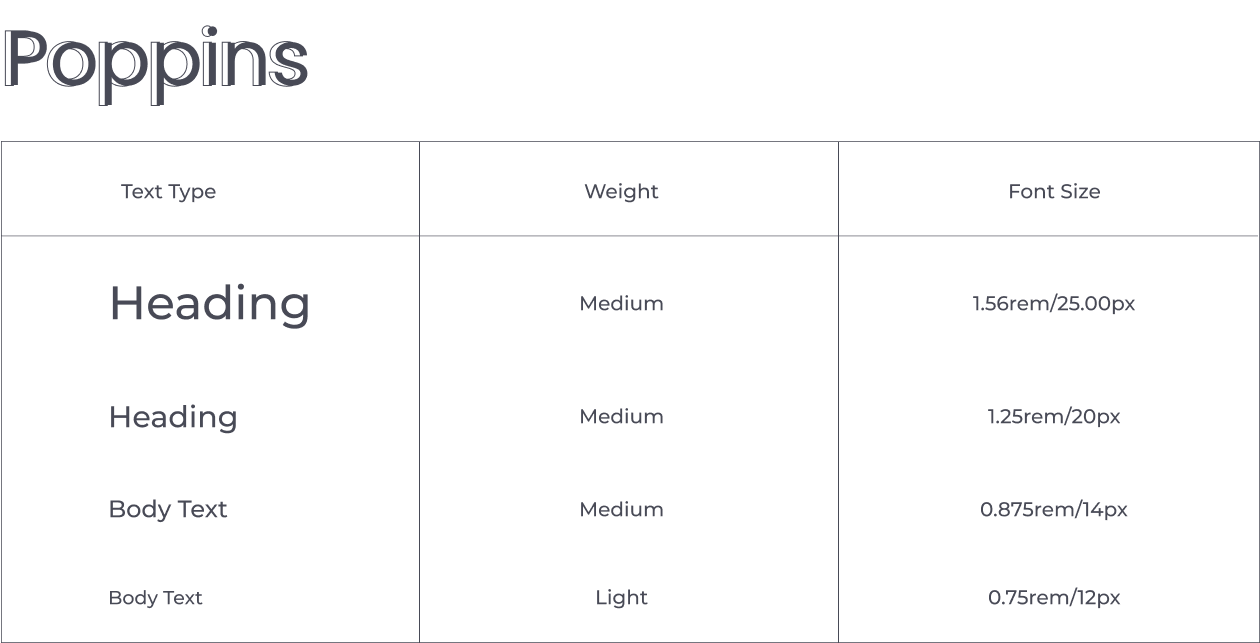 Poppins
Text Type Weight Font Size
Heading Medium 1.56rem/25.00px
Heading Medium 1.25rem/20px
Body Text Medium 0.875rem/14px
Body Text Light 0.75rem/12px